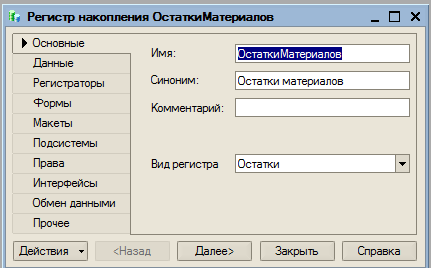 Регистр накопления ОстаткиМатериалов
Основные
Данные
Регистраторы
Формы
Макеты
Подсистемы
Права
Интерфейсы
Обмен данными
Прочее
Имя: ОстаткиМатериалов
Синоним: Остатки материалов
Комментарий:
Вид регистра Остатки
Действия <Назад Далее> Закрыть Справка